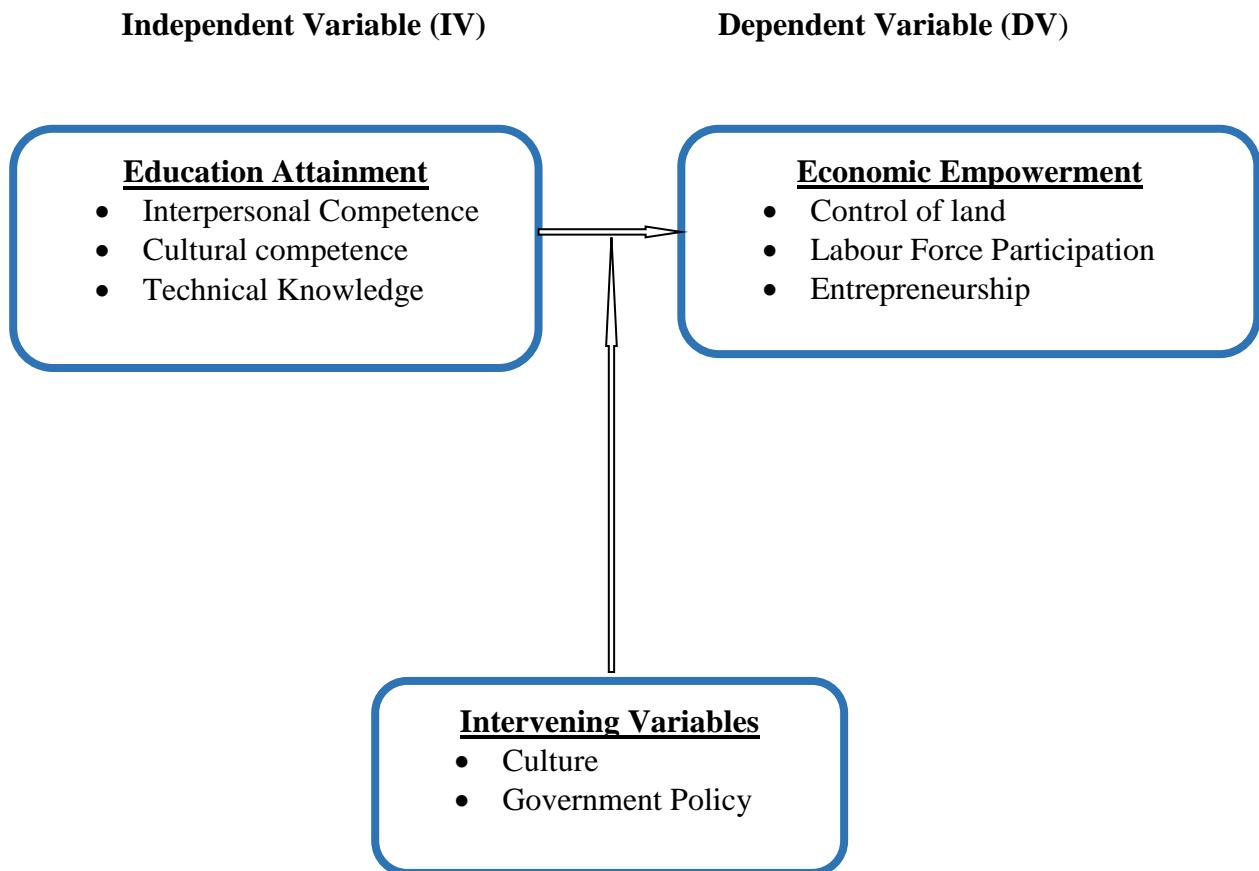 Independent Variable (IV)
Dependent Variable (DV)
Education Attainment
• Interpersonal Competence
• Cultural competence
• Technical Knowledge
Economic Empowerment
• Control of land
• Labour Force Participation
• Entrepreneurship
Intervening Variables
• Culture
• Government Policy